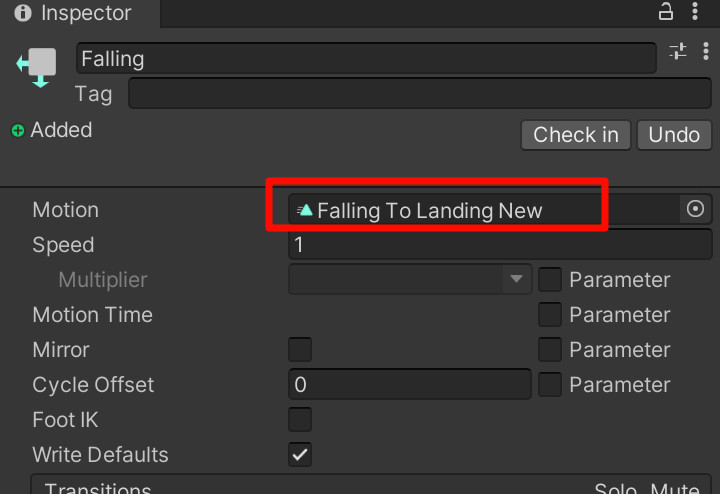 Inspector
Falling
Tag
Added
Check in Undo
Motion Falling To Landing New
Speed 1
Multiplier Parameter
Motion Time Parameter
Mirror Parameter
Cycle Offset 0 Parameter
Foot IK
Write Defaults
Transitions Solo Mute